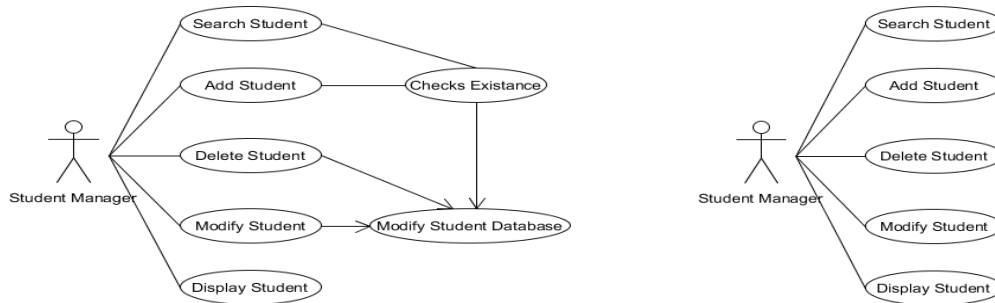 Search Student
Add Student
Checks Existance
Delete Student
Student Manager
Modify Student
Modify Student Database
Display Student
Search Student
Add Student
Delete Student
Student Manager
Modify Student
Display Student